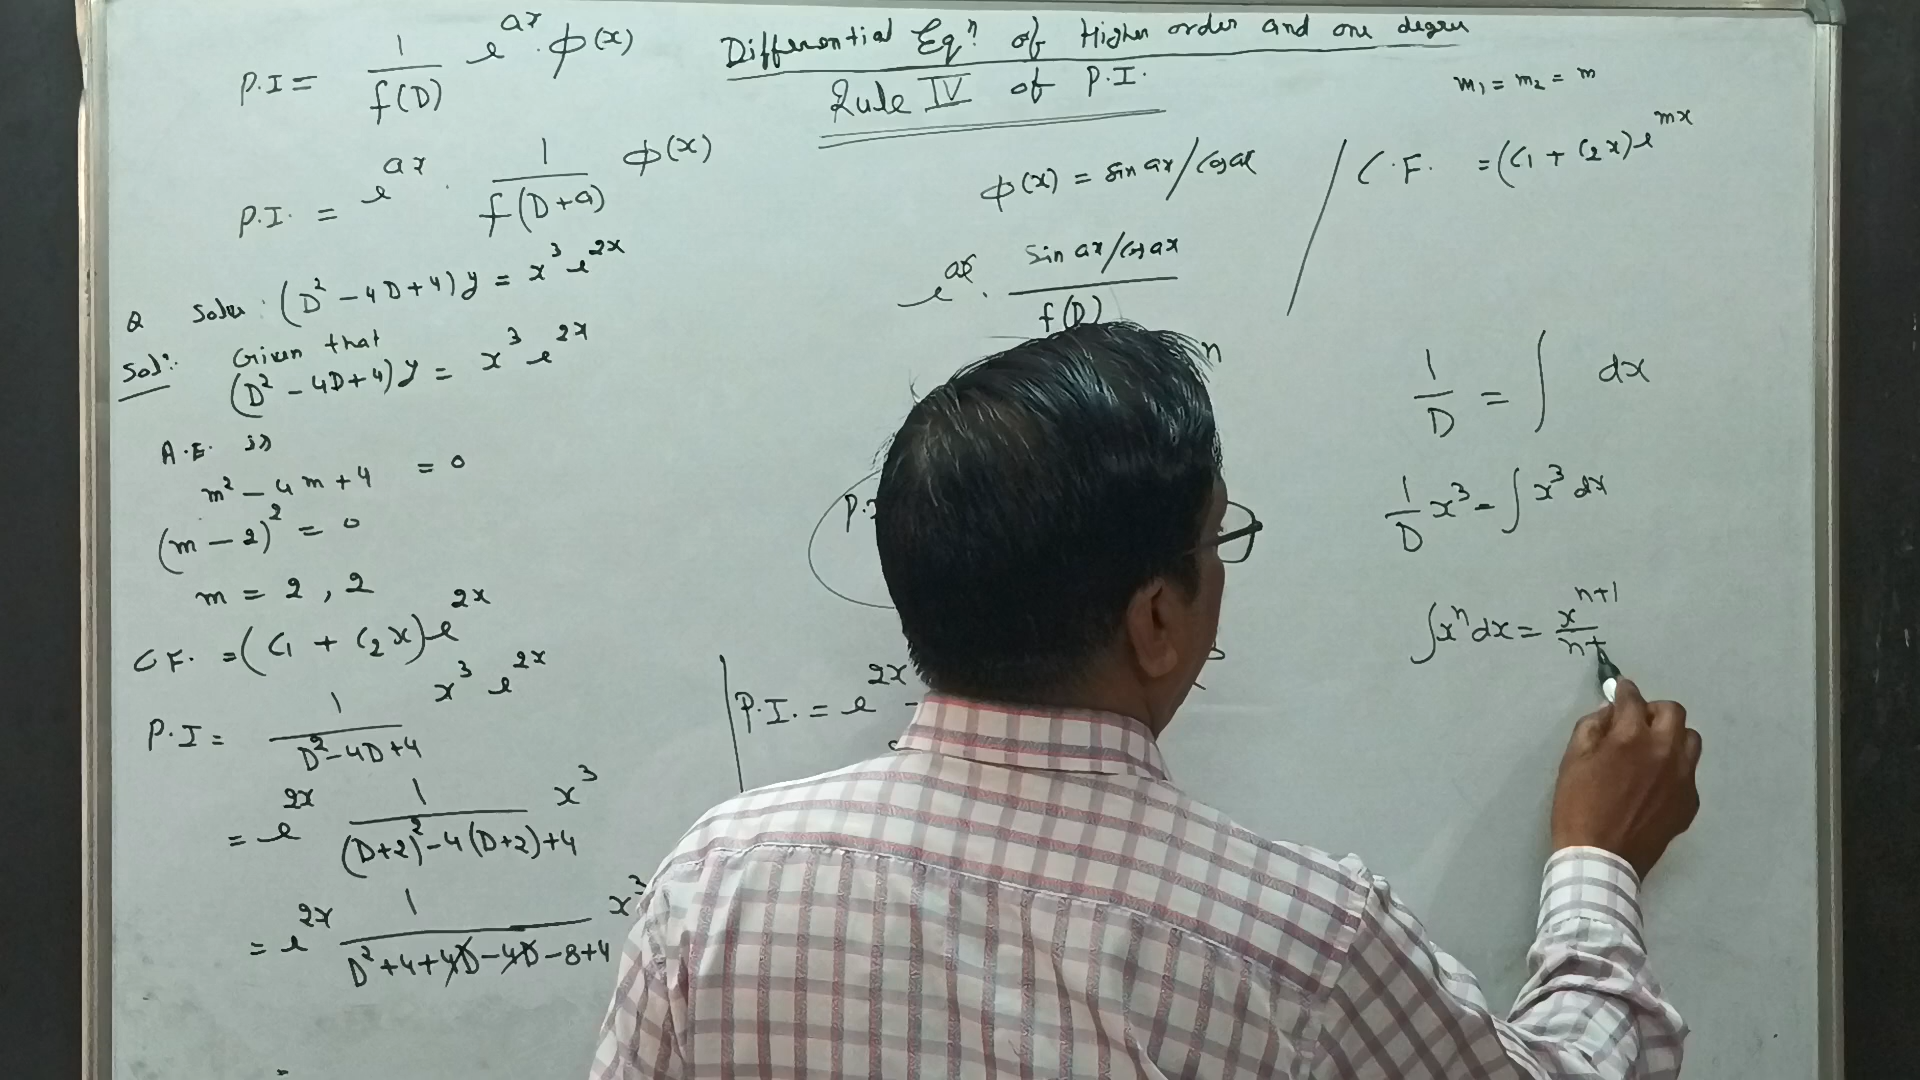 Differential Eqⁿ of Higher order and one degree
Rule IV of P.I.
P.I = 1/f(D) e^{ax} . ϕ(x)
P.I. = e^{ax} . 1/f(D+a) ϕ(x)
Q Solve : (D² - 4D + 4) y = x³ e^{2x}
Solⁿ: Given that
(D² - 4D + 4) y = x³ e^{2x}
A.E. is
m² - 4m + 4 = 0
(m - 2)² = 0
m = 2 , 2
C.F. = (C₁ + C₂x) e^{2x}
P.I = 1/(D² - 4D + 4) x³ e^{2x}
= e^{2x} 1/((D+2)² - 4(D+2) + 4) x³
= e^{2x} 1/(D² + 4 + 4D - 4D - 8 + 4) x³
ϕ(x) = sin ax / cos ax
e^{ax} . (Sin ax / cos ax)/f(D)
n
P.I. = e^{2x}
m₁ = m₂ = m
C.F. = (C₁ + C₂x) e^{mx}
1/D = ∫ dx
1/D x³ = ∫ x³ dx
∫ xⁿ dx = x^{n+1}/n+